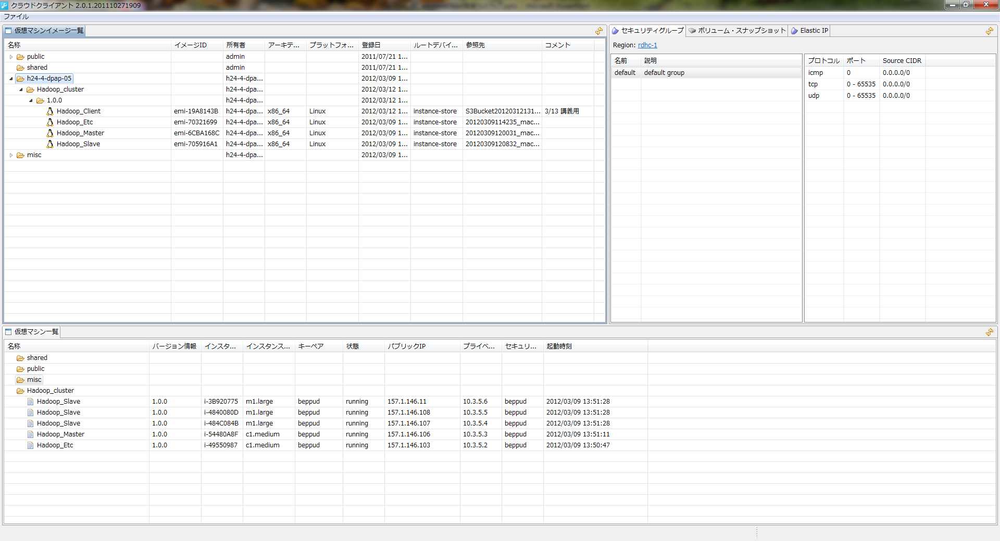 クラウドクライアント 2.0.1.201110271909
ファイル
仮想マシンイメージ一覧
名称 イメージID 所有者 アーキテ... プラットフォ... 登録日 ルートデバイ... 参照先 コメント
public admin 2011/07/21 1...
shared admin 2011/07/21 1...
h24-4-dpap-05 h24-4-dpa... 2012/03/09 1...
Hadoop_cluster h24-4-dpa... 2012/03/12 1...
1.0.0 h24-4-dpa... 2012/03/12 1...
Hadoop_Client emi-19A8143B h24-4-dpa... x86_64 Linux 2012/03/12 1... instance-store S3Bucket20120312131... 3/13 講義用
Hadoop_Etc emi-70321699 h24-4-dpa... x86_64 Linux 2012/03/09 1... instance-store 20120309114235_mac...
Hadoop_Master emi-6CBA168C h24-4-dpa... x86_64 Linux 2012/03/09 1... instance-store 20120309120031_mac...
Hadoop_Slave emi-705916A1 h24-4-dpa... x86_64 Linux 2012/03/09 1... instance-store 20120309120832_mac...
misc h24-4-dpa... 2012/03/09 1...
セキュリティグループ ボリューム・スナップショット Elastic IP
Region: rdhc-1
名前 説明
default default group
プロトコル ポート Source CIDR
icmp 0 0.0.0.0/0
tcp 0 - 65535 0.0.0.0/0
udp 0 - 65535 0.0.0.0/0
仮想マシン一覧
名称 バージョン情報 インスタ... インスタンス... キーペア 状態 パブリックIP プライベ... セキュリ... 起動時刻
shared
public
misc
Hadoop_cluster
Hadoop_Slave 1.0.0 i-3B920775 m1.large beppud running 157.1.146.11 10.3.5.6 beppud 2012/03/09 13:51:28
Hadoop_Slave 1.0.0 i-4840080D m1.large beppud running 157.1.146.108 10.3.5.5 beppud 2012/03/09 13:51:28
Hadoop_Slave 1.0.0 i-484C084B m1.large beppud running 157.1.146.107 10.3.5.4 beppud 2012/03/09 13:51:28
Hadoop_Master 1.0.0 i-54480A8F c1.medium beppud running 157.1.146.106 10.3.5.3 beppud 2012/03/09 13:51:11
Hadoop_Etc 1.0.0 i-49550987 c1.medium beppud running 157.1.146.103 10.3.5.2 beppud 2012/03/09 13:50:47